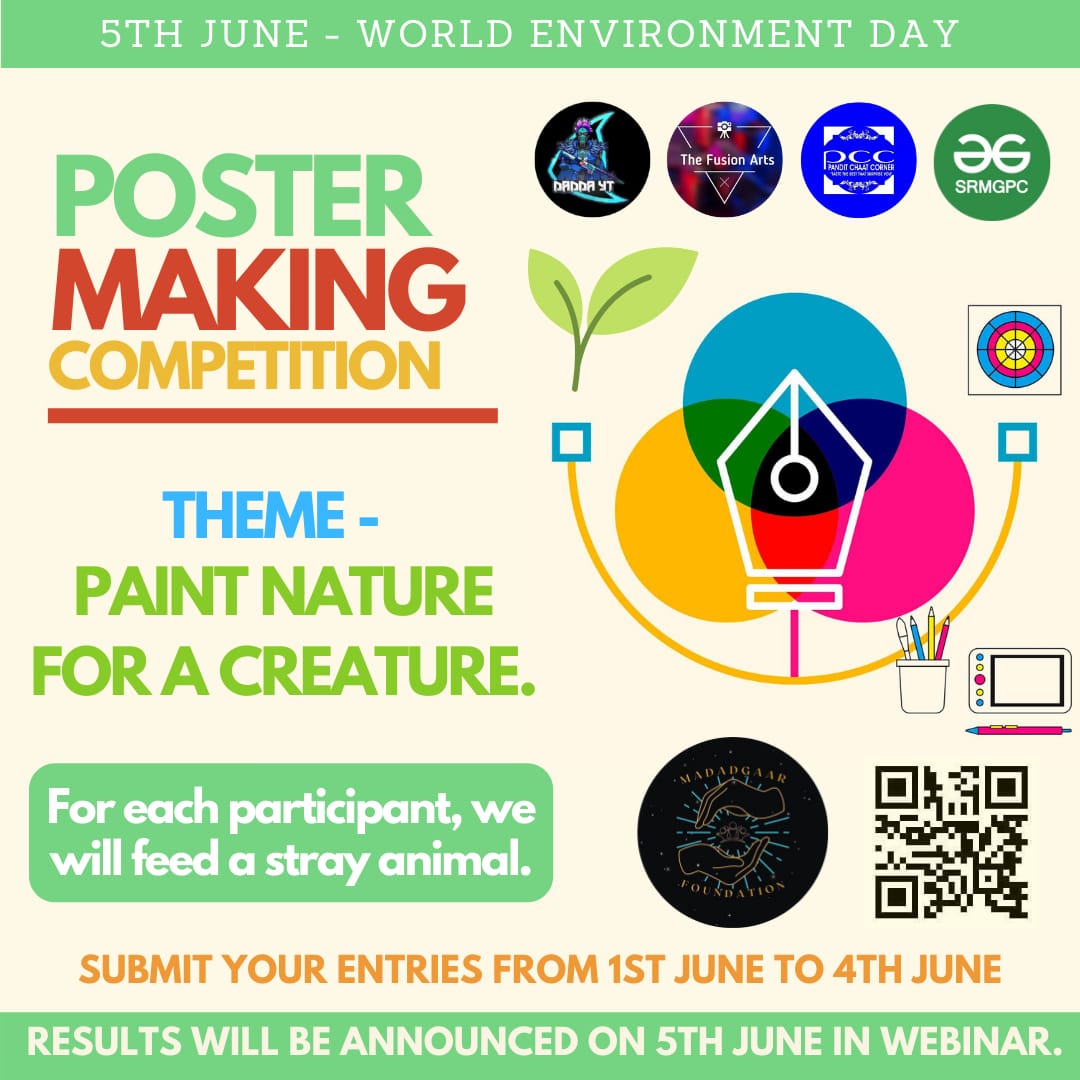 5TH JUNE - WORLD ENVIRONMENT DAY
DADDA YT
The Fusion Arts
PCC
PANDIT CHAAT CORNER
SRMGPC
POSTER
MAKING
COMPETITION
THEME -
PAINT NATURE
FOR A CREATURE.
For each participant, we
will feed a stray animal.
MADADGAAR
FOUNDATION
SUBMIT YOUR ENTRIES FROM 1ST JUNE TO 4TH JUNE
RESULTS WILL BE ANNOUNCED ON 5TH JUNE IN WEBINAR.